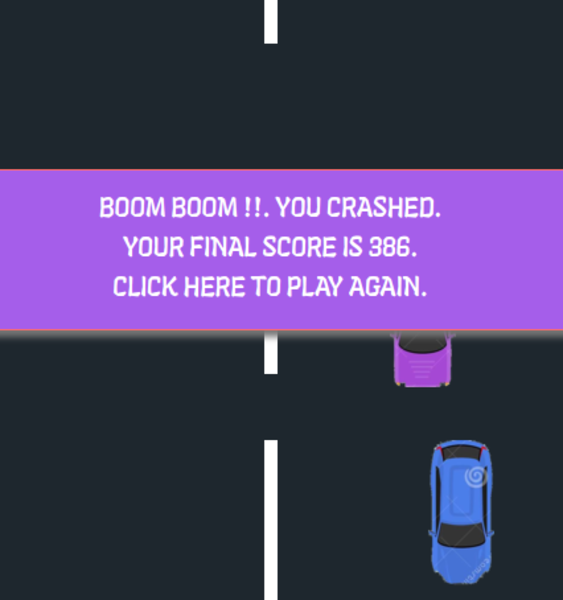 BOOM BOOM !!. YOU CRASHED.
YOUR FINAL SCORE IS 386.
CLICK HERE TO PLAY AGAIN.